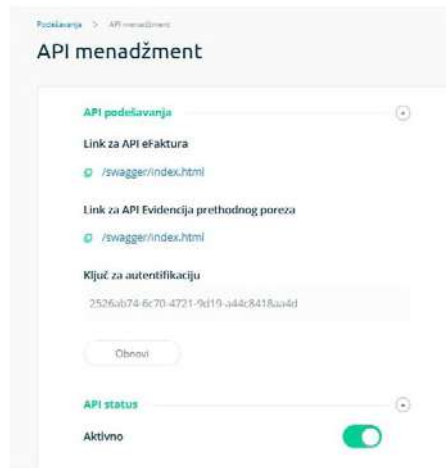 Podešavanja > API menadžment
API menadžment
API podešavanja
Link za API eFaktura
/swagger/index.html
Link za API Evidencija prethodnog poreza
/swagger/index.html
Ključ za autentifikaciju
2526ab74-6c70-4721-9d19-a44c8418aa4d
Obnovi
API status
Aktivno